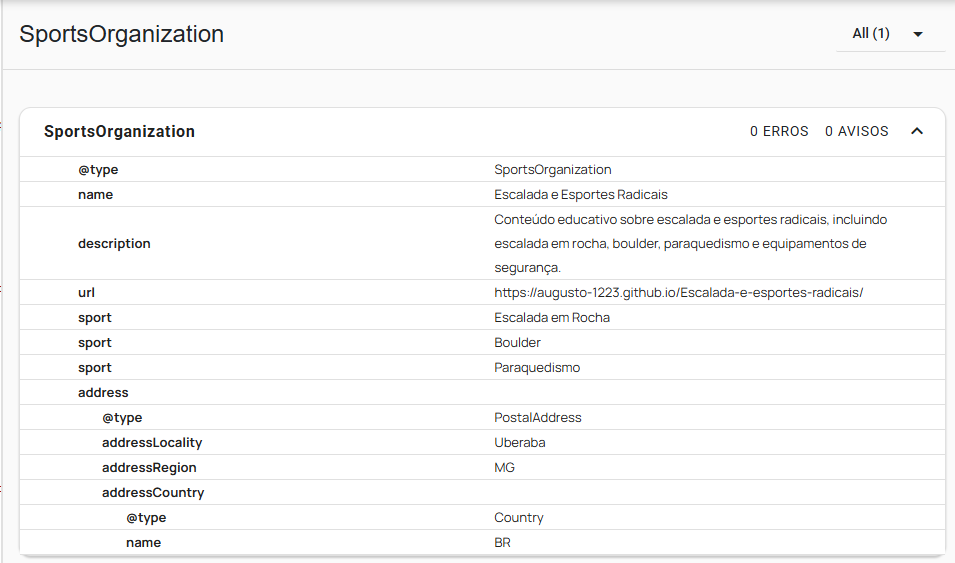 SportsOrganization
All (1)
SportsOrganization
0 ERROS 0 AVISOS
@type SportsOrganization
name Escalada e Esportes Radicais
description Conteúdo educativo sobre escalada e esportes radicais, incluindo
escalada em rocha, boulder, paraquedismo e equipamentos de
segurança.
url https://augusto-1223.github.io/Escalada-e-esportes-radicais/
sport Escalada em Rocha
sport Boulder
sport Paraquedismo
address
@type PostalAddress
addressLocality Uberaba
addressRegion MG
addressCountry
@type Country
name BR